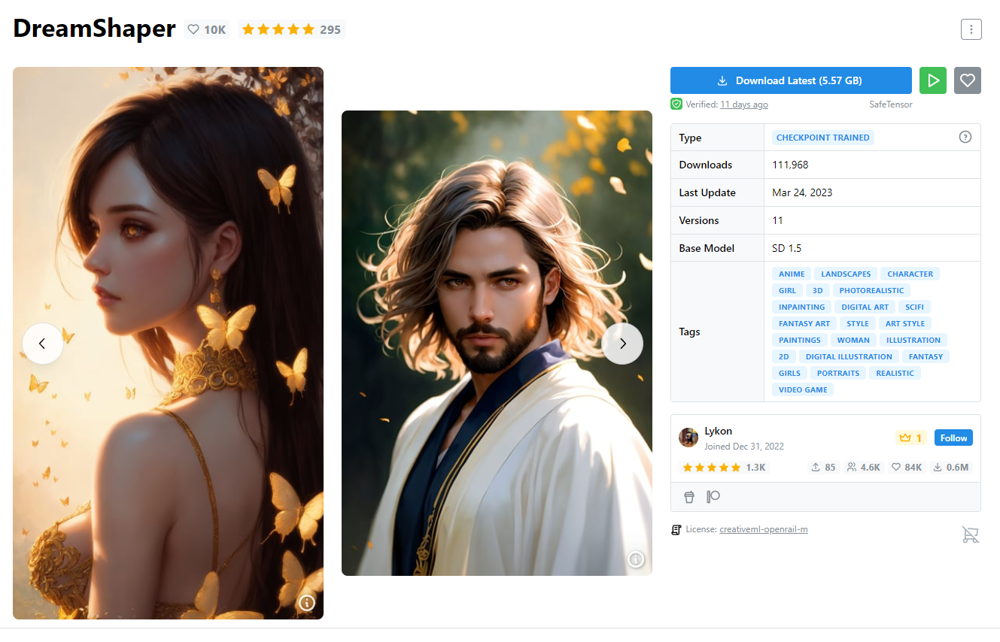 DreamShaper 10K 295
Download Latest (5.57 GB)
Verified: 11 days ago SafeTensor
Type CHECKPOINT TRAINED
Downloads 111,968
Last Update Mar 24, 2023
Versions 11
Base Model SD 1.5
Tags
ANIME LANDSCAPES CHARACTER
GIRL 3D PHOTOREALISTIC
INPAINTING DIGITAL ART SCIFI
FANTASY ART STYLE ART STYLE
PAINTINGS WOMAN ILLUSTRATION
2D DIGITAL ILLUSTRATION FANTASY
GIRLS PORTRAITS REALISTIC
VIDEO GAME
Lykon
Joined Dec 31, 2022
1 Follow
1.3K 85 4.6K 84K 0.6M
License: creativeml-openrail-m